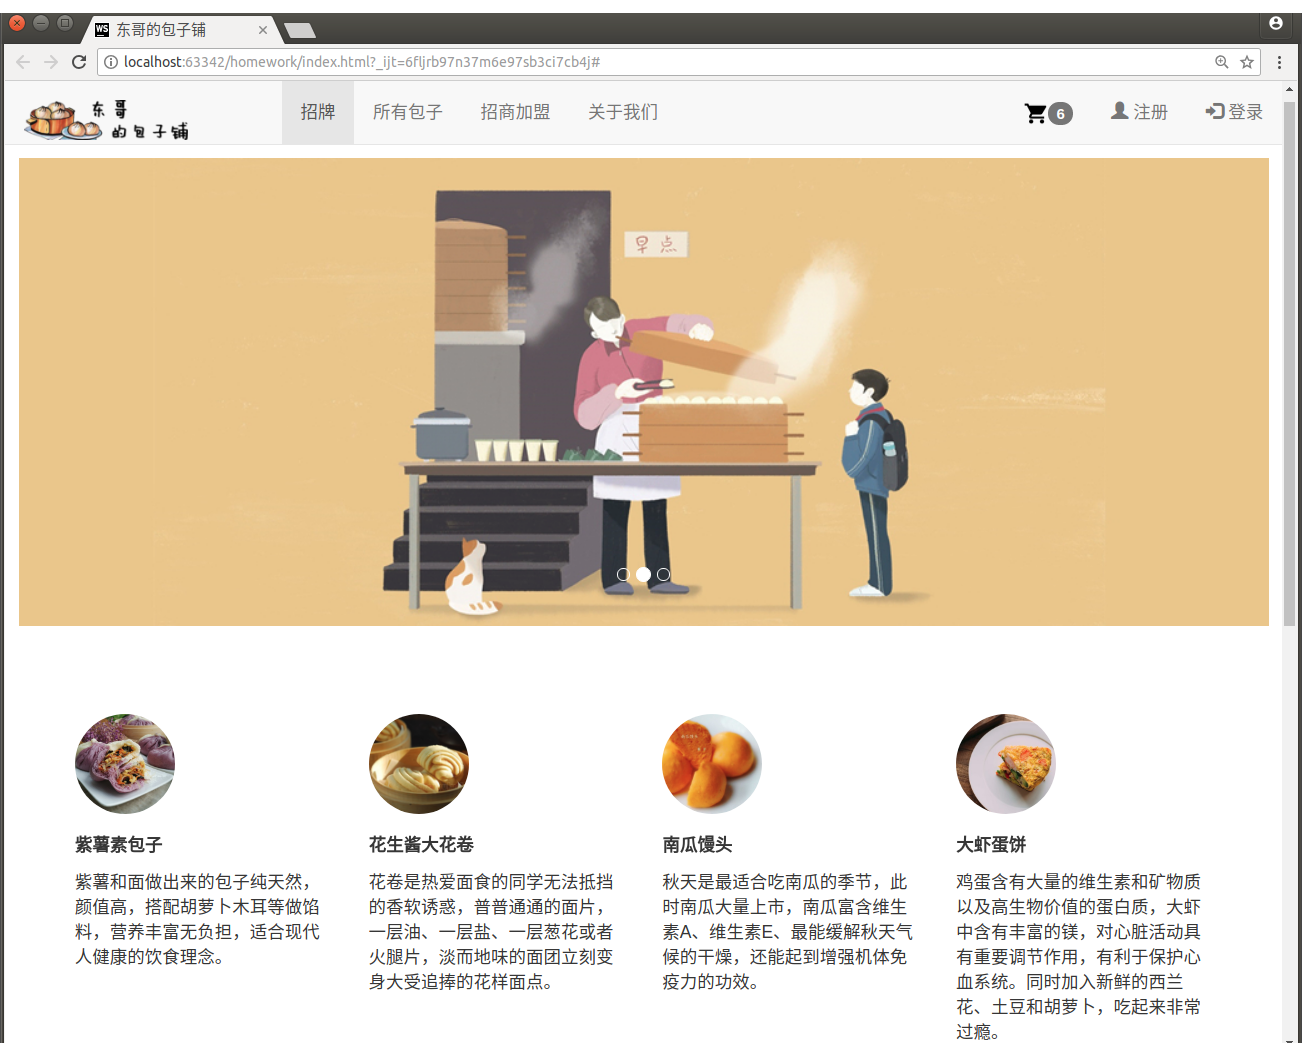 东哥的包子铺
localhost:63342/homework/index.html?_ijt=6fljrb97n37m6e97sb3ci7cb4j#
东哥
的包子铺
招牌 所有包子 招商加盟 关于我们 6 注册 登录
早点
紫薯素包子
紫薯和面做出来的包子纯天然，
颜值高，搭配胡萝卜木耳等做馅
料，营养丰富无负担，适合现代
人健康的饮食理念。
花生酱大花卷
花卷是热爱面食的同学无法抵挡
的香软诱惑，普普通通的面片，
一层油、一层盐、一层葱花或者
火腿片，淡而地味的面团立刻变
身大受追捧的花样面点。
南瓜馒头
秋天是最适合吃南瓜的季节，此
时南瓜大量上市，南瓜富含维生
素A、维生素E、最能缓解秋天气
候的干燥，还能起到增强机体免
疫力的功效。
大虾蛋饼
鸡蛋含有大量的维生素和矿物质
以及高生物价值的蛋白质，大虾
中含有丰富的镁，对心脏活动具
有重要调节作用，有利于保护心
血系统。同时加入新鲜的西兰
花、土豆和胡萝卜，吃起来非常
过瘾。